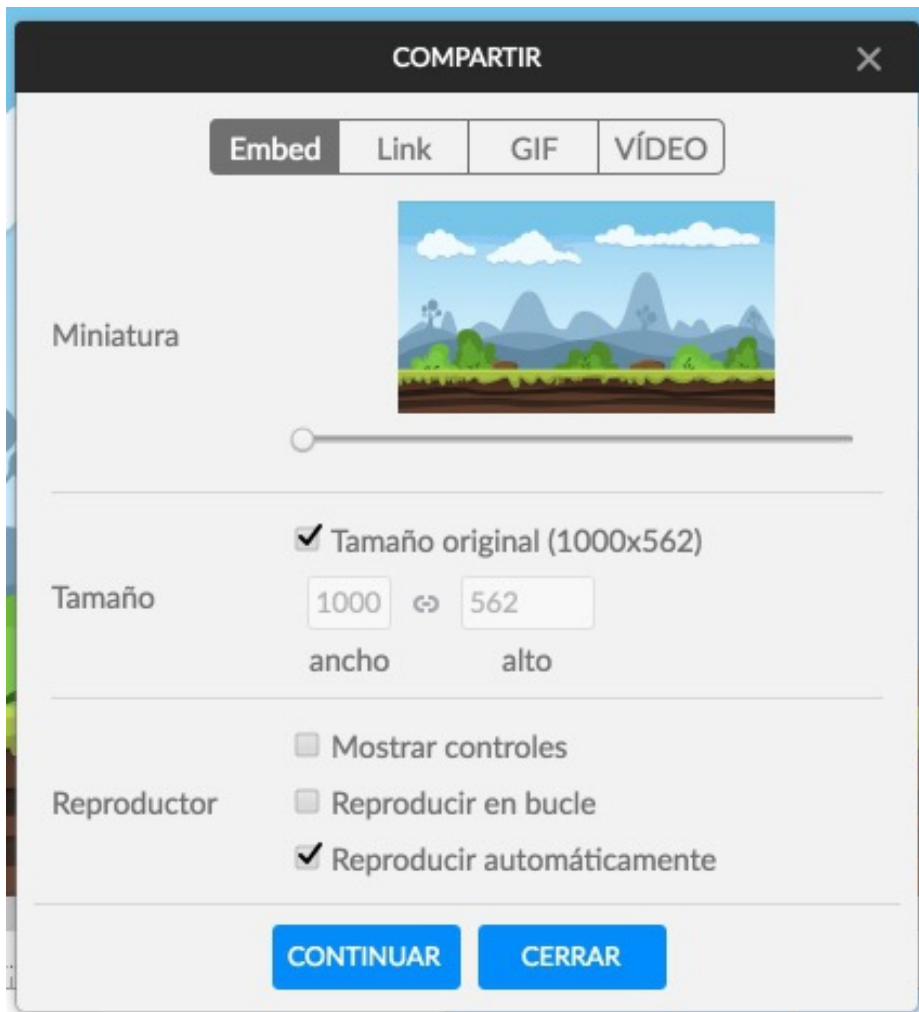 COMPARTIR
Embed Link GIF VÍDEO
Miniatura
Tamaño original (1000x562)
Tamaño
1000 562
ancho alto
Mostrar controles
Reproductor
Reproducir en bucle
Reproducir automáticamente
CONTINUAR CERRAR